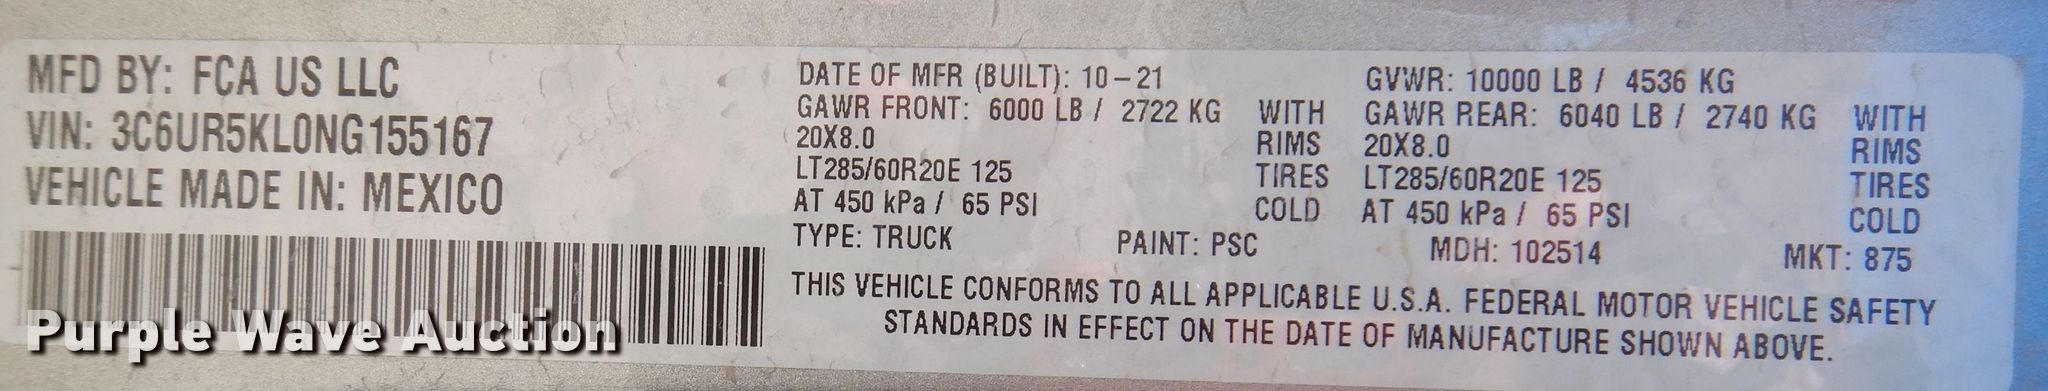 MFD BY: FCA US LLC
VIN: 3C6UR5KL0NG155167
VEHICLE MADE IN: MEXICO
DATE OF MFR (BUILT): 10-21
GVWR: 10000 LB / 4536 KG
GAWR FRONT: 6000 LB / 2722 KG WITH
20X8.0 RIMS
LT285/60R20E 125 TIRES
AT 450 kPa / 65 PSI COLD
GAWR REAR: 6040 LB / 2740 KG WITH
20X8.0 RIMS
LT285/60R20E 125 TIRES
AT 450 kPa / 65 PSI COLD
TYPE: TRUCK PAINT: PSC MDH: 102514 MKT: 875
THIS VEHICLE CONFORMS TO ALL APPLICABLE U.S.A. FEDERAL MOTOR VEHICLE SAFETY
STANDARDS IN EFFECT ON THE DATE OF MANUFACTURE SHOWN ABOVE.
Purple Wave Auction